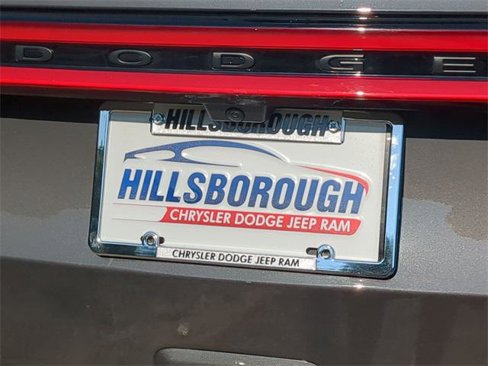 DODGE
HILLSBOROUGH
HILLSBOROUGH
CHRYSLER DODGE JEEP RAM
CHRYSLER DODGE JEEP RAM